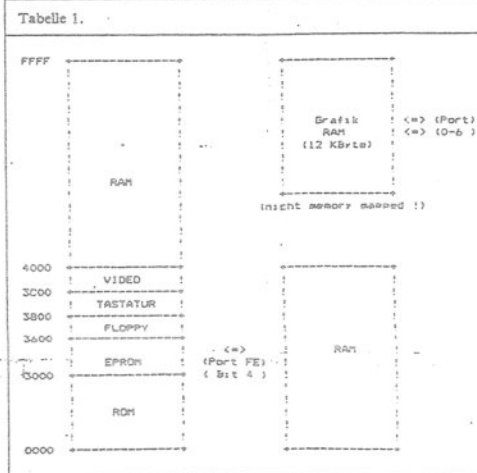 Tabelle 1.
FFFF
Grafik <=> (Port)
RAM <=> (0-6 )
(12 KByte)
RAM
(nicht memory mapped !)
4000
VIDEO
3C00
TASTATUR
3800
FLOPPY
3600
EPROM
<=>
(Port FE)
( Bit 4 )
RAM
3000
ROM
0000